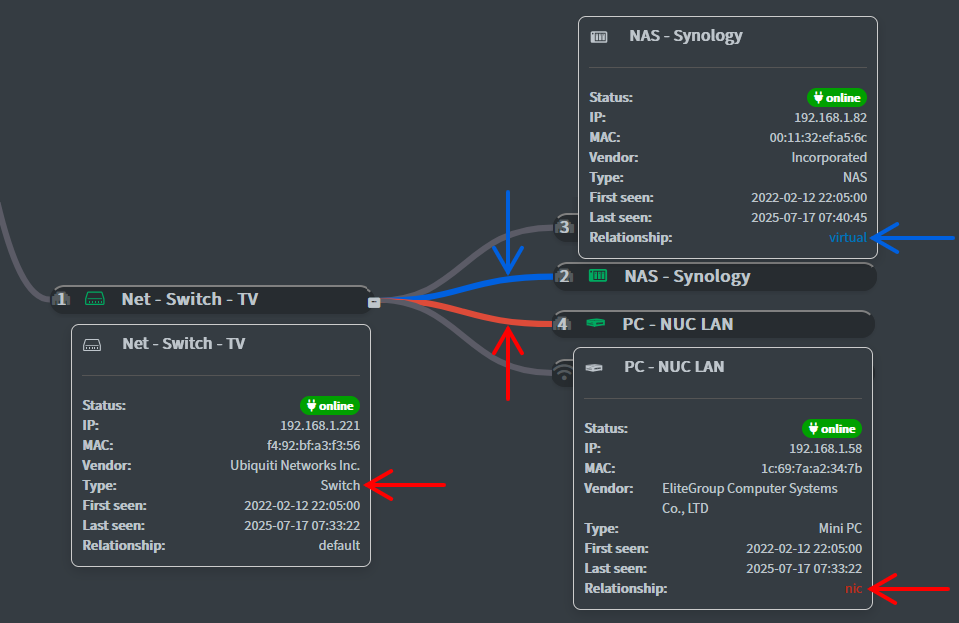 NAS - Synology
Status: online
IP: 192.168.1.82
MAC: 00:11:32:ef:a5:6c
Vendor: Incorporated
Type: NAS
First seen: 2022-02-12 22:05:00
Last seen: 2025-07-17 07:40:45
Relationship: virtual
3
2 NAS - Synology
1 Net - Switch - TV
4 PC - NUC LAN
Net - Switch - TV
Status: online
IP: 192.168.1.221
MAC: f4:92:bf:a3:f3:56
Vendor: Ubiquiti Networks Inc.
Type: Switch
First seen: 2022-02-12 22:05:00
Last seen: 2025-07-17 07:33:22
Relationship: default
PC - NUC LAN
Status: online
IP: 192.168.1.58
MAC: 1c:69:7a:a2:34:7b
Vendor: EliteGroup Computer Systems
Co., LTD
Type: Mini PC
First seen: 2022-02-12 22:05:00
Last seen: 2025-07-17 07:33:22
Relationship: nic